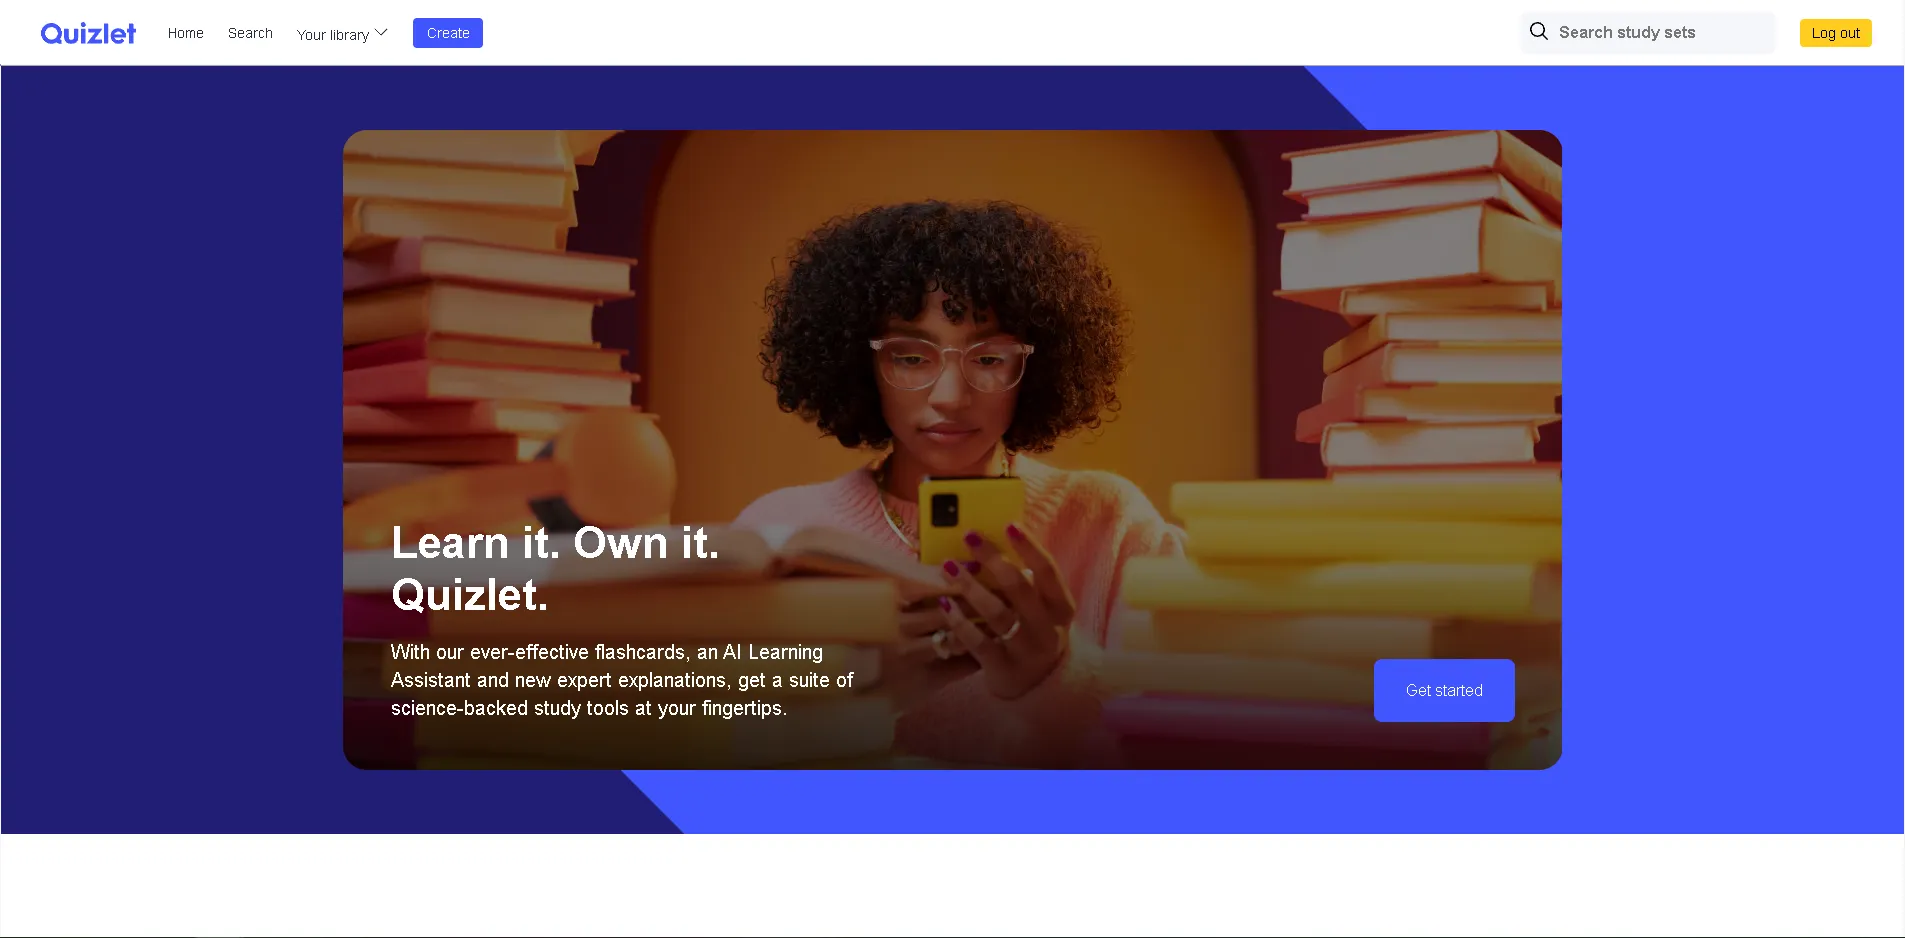 Quizlet
Home
Search
Your library
Create
Search study sets
Log out
Learn it. Own it.
Quizlet.
With our ever-effective flashcards, an AI Learning
Assistant and new expert explanations, get a suite of
science-backed study tools at your fingertips.
Get started